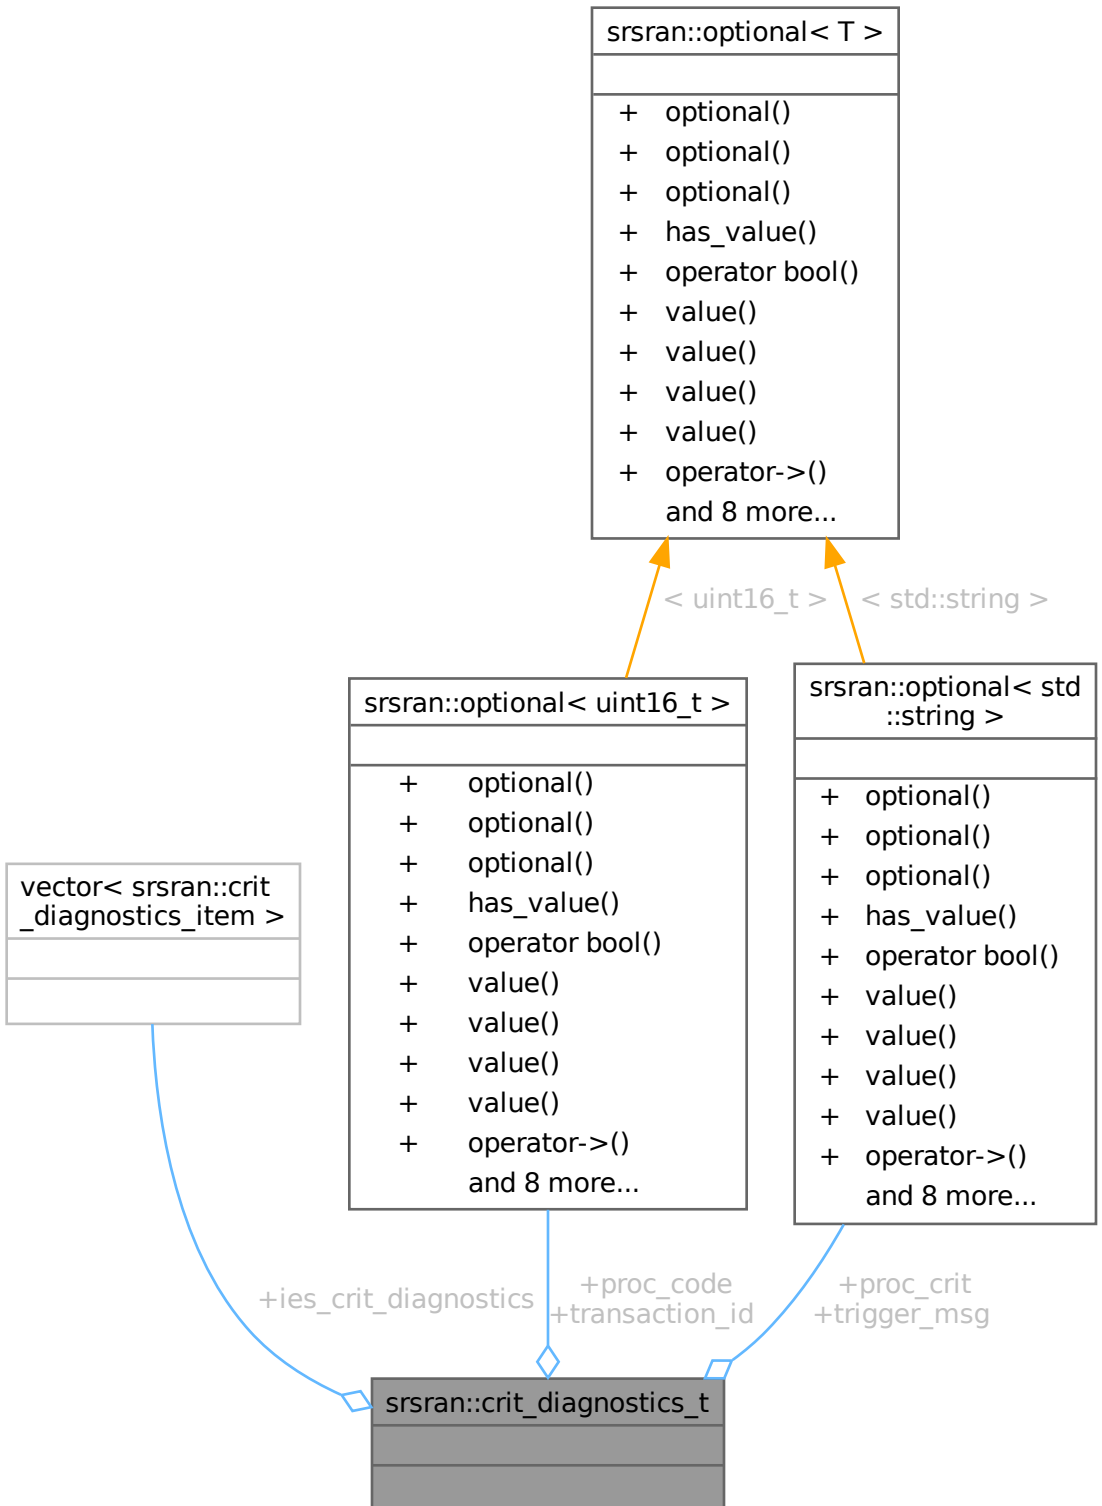 srsran::optional< T >
+ optional()
+ optional()
+ optional()
+ has_value()
+ operator bool()
+ value()
+ value()
+ value()
+ value()
+ operator->()
and 8 more...
< uint16_t >
< std::string >
srsran::optional< uint16_t >
+ optional()
+ optional()
+ optional()
+ has_value()
+ operator bool()
+ value()
+ value()
+ value()
+ value()
+ operator->()
and 8 more...
srsran::optional< std
::string >
+ optional()
+ optional()
+ optional()
+ has_value()
+ operator bool()
+ value()
+ value()
+ value()
+ value()
+ operator->()
and 8 more...
vector< srsran::crit
_diagnostics_item >
+ies_crit_diagnostics
+proc_code
+transaction_id
+proc_crit
+trigger_msg
srsran::crit_diagnostics_t